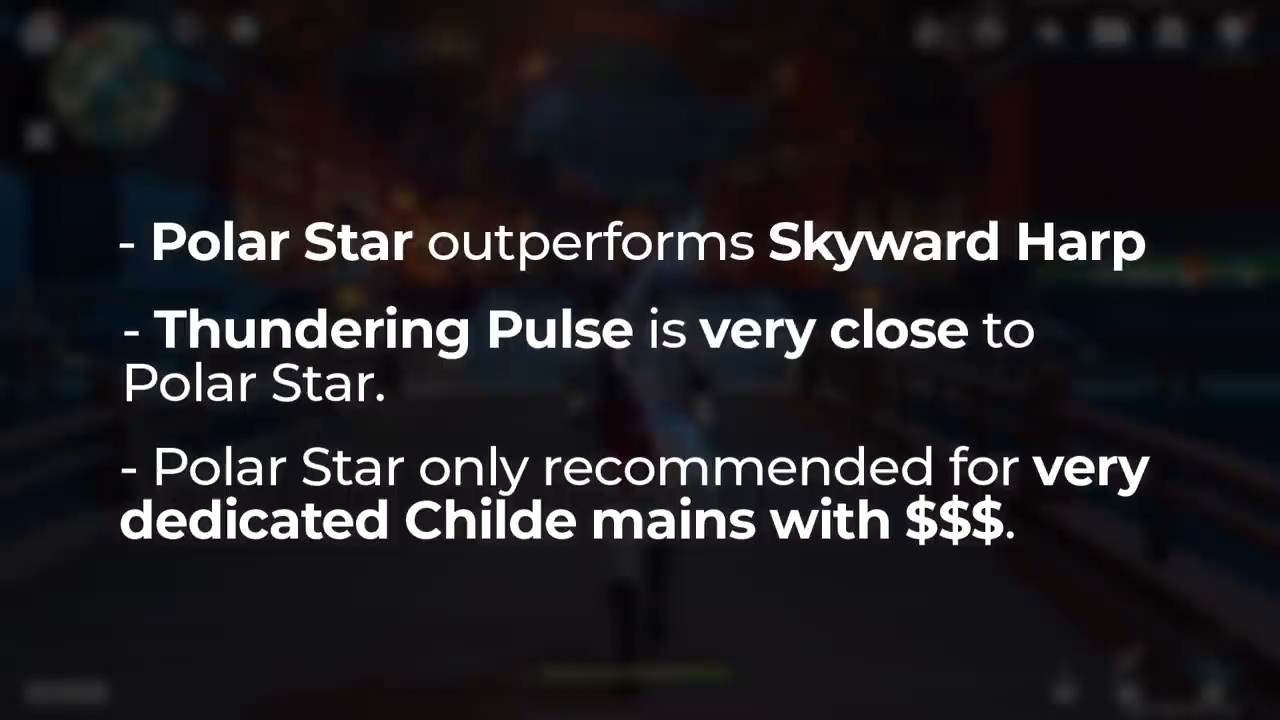 - Polar Star outperforms Skyward Harp
- Thundering Pulse is very close to
Polar Star.
- Polar Star only recommended for very
dedicated Childe mains with $$$.